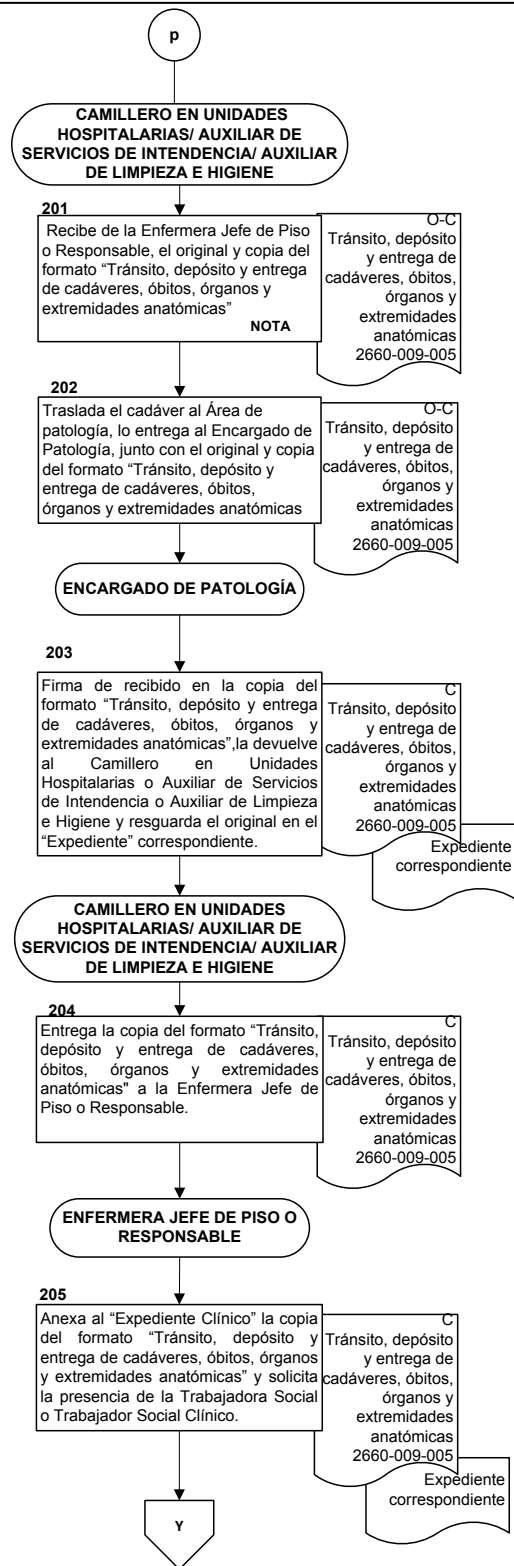 p
CAMILLERO EN UNIDADES
HOSPITALARIAS/ AUXILIAR DE
SERVICIOS DE INTENDENCIA/ AUXILIAR
DE LIMPIEZA E HIGIENE
201
Recibe de la Enfermera Jefe de Piso
o Responsable, el original y copia del
formato “Tránsito, depósito y entrega
de cadáveres, óbitos, órganos y
extremidades anatómicas”
NOTA
O-C
Tránsito, depósito
y entrega de
cadáveres, óbitos,
órganos y
extremidades
anatómicas
2660-009-005
202
Traslada el cadáver al Área de
patología, lo entrega al Encargado de
Patología, junto con el original y copia
del formato “Tránsito, depósito y
entrega de cadáveres, óbitos,
órganos y extremidades anatómicas
O-C
Tránsito, depósito
y entrega de
cadáveres, óbitos,
órganos y
extremidades
anatómicas
2660-009-005
ENCARGADO DE PATOLOGÍA
203
Firma de recibido en la copia del
formato “Tránsito, depósito y entrega
de cadáveres, óbitos, órganos y
extremidades anatómicas”,la devuelve
al Camillero en Unidades
Hospitalarias o Auxiliar de Servicios
de Intendencia o Auxiliar de Limpieza
e Higiene y resguarda el original en el
“Expediente” correspondiente.
C
Tránsito, depósito
y entrega de
cadáveres, óbitos,
órganos y
extremidades
anatómicas
2660-009-005
Expediente
correspondiente
CAMILLERO EN UNIDADES
HOSPITALARIAS/ AUXILIAR DE
SERVICIOS DE INTENDENCIA/ AUXILIAR
DE LIMPIEZA E HIGIENE
204
Entrega la copia del formato “Tránsito,
depósito y entrega de cadáveres,
óbitos, órganos y extremidades
anatómicas" a la Enfermera Jefe de
Piso o Responsable.
C
Tránsito, depósito
y entrega de
cadáveres, óbitos,
órganos y
extremidades
anatómicas
2660-009-005
ENFERMERA JEFE DE PISO O
RESPONSABLE
205
Anexa al “Expediente Clínico” la copia
del formato “Tránsito, depósito y
entrega de cadáveres, óbitos, órganos
y extremidades anatómicas” y solicita
la presencia de la Trabajadora Social
o Trabajador Social Clínico.
C
Tránsito, depósito
y entrega de
cadáveres, óbitos,
órganos y
extremidades
anatómicas
2660-009-005
Expediente
correspondiente
Y